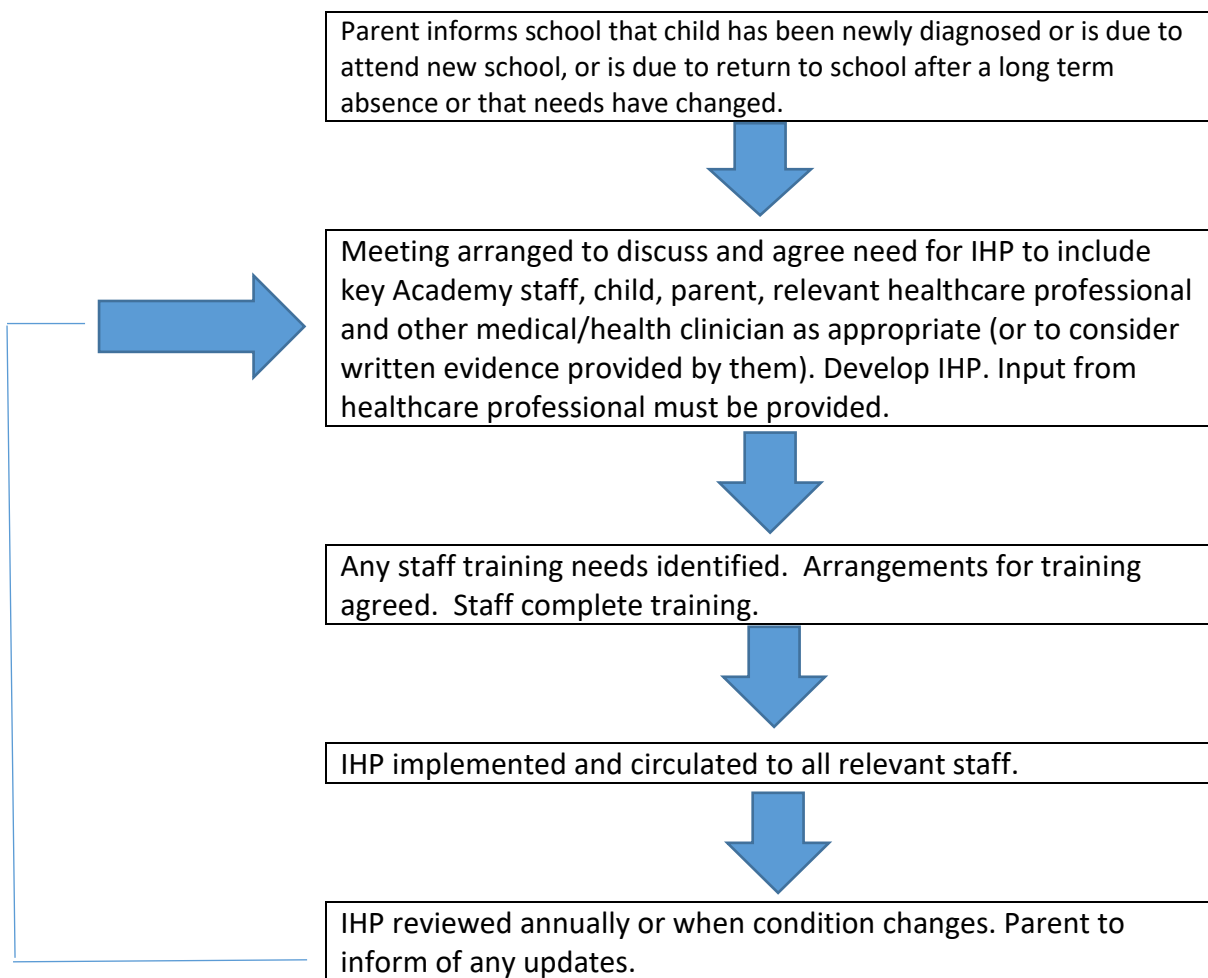 Parent informs school that child has been newly diagnosed or is due to
attend new school, or is due to return to school after a long term
absence or that needs have changed.
Meeting arranged to discuss and agree need for IHP to include
key Academy staff, child, parent, relevant healthcare professional
and other medical/health clinician as appropriate (or to consider
written evidence provided by them). Develop IHP. Input from
healthcare professional must be provided.
Any staff training needs identified.  Arrangements for training
agreed.  Staff complete training.
IHP implemented and circulated to all relevant staff.
IHP reviewed annually or when condition changes. Parent to
inform of any updates.